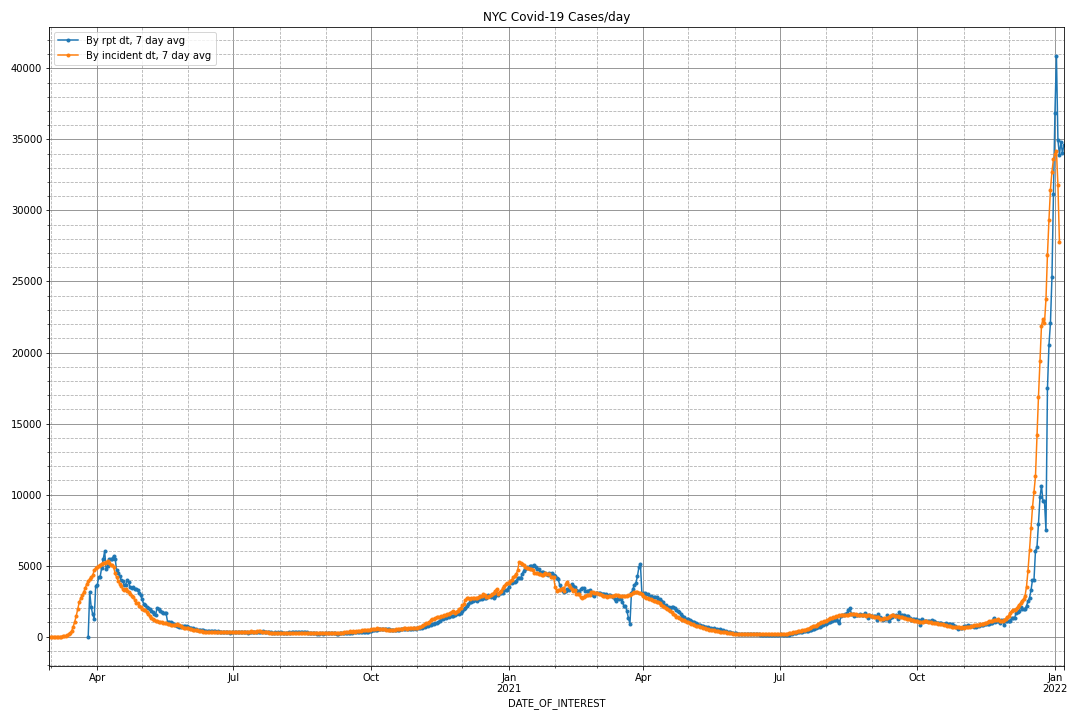 NYC Covid-19 Cases/day
By rpt dt, 7 day avg
By incident dt, 7 day avg
40000
35000
30000
25000
20000
15000
10000
5000
0
Apr Jul Oct Jan Apr Jul Oct Jan
2021 2022
DATE_OF_INTEREST